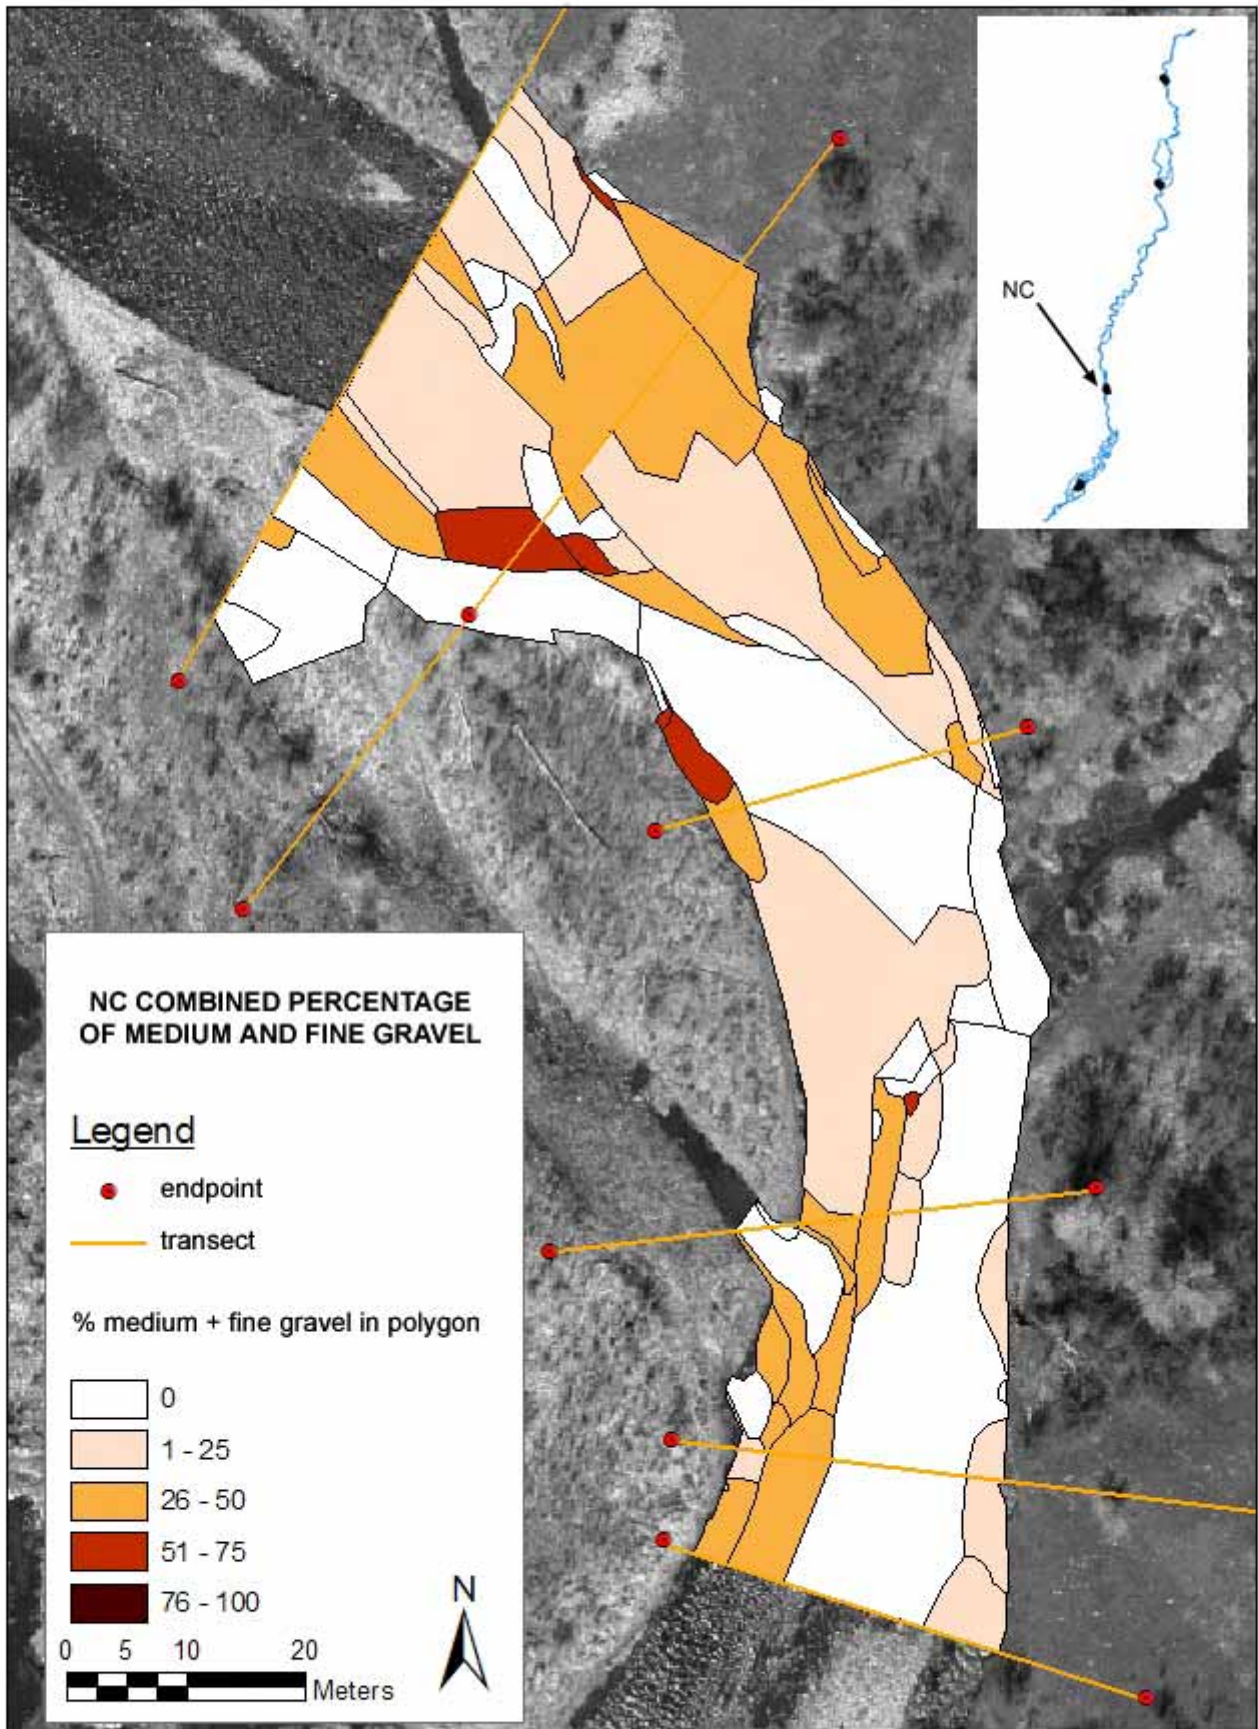 NC
NC COMBINED PERCENTAGE
OF MEDIUM AND FINE GRAVEL
Legend
endpoint
transect
% medium + fine gravel in polygon
0
1 - 25
26 - 50
51 - 75
76 - 100
N
0 5 10 20
Meters